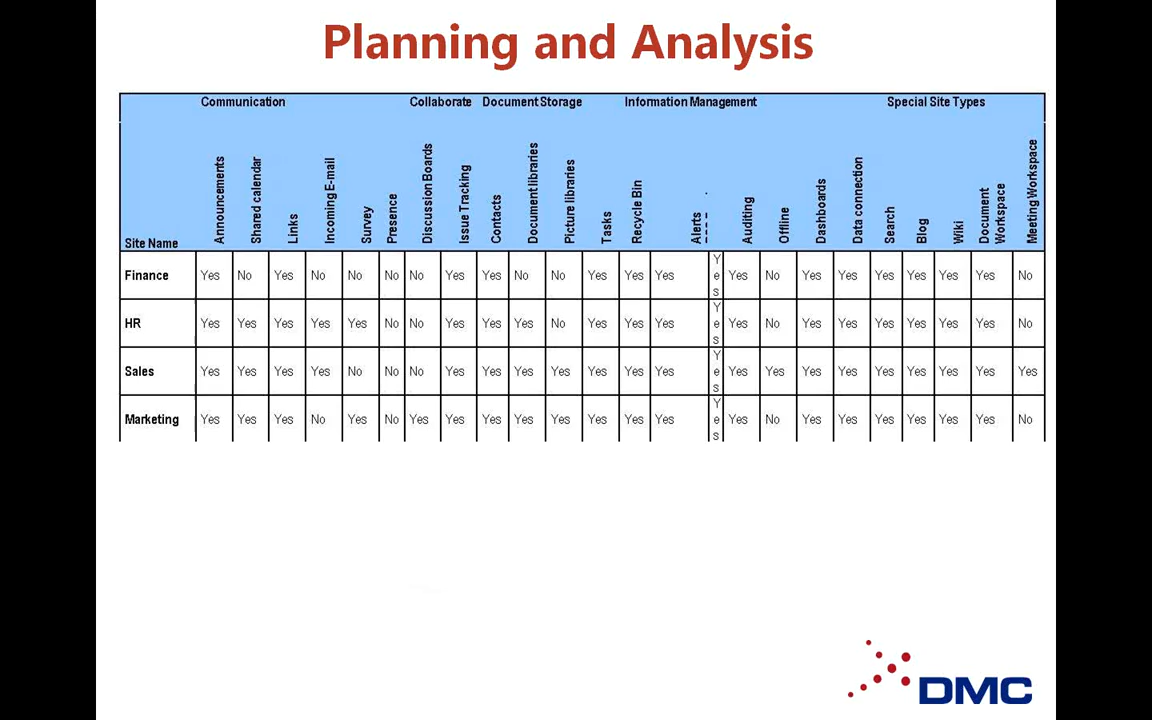 Planning and Analysis
Communication Collaborate Document Storage Information Management Special Site Types
Site Name Announcements Shared calendar Links Incoming E-mail Survey Presence Discussion Boards Issue Tracking Contacts Document libraries Picture libraries Tasks Recycle Bin Alerts Auditing Offline Dashboards Data connection Search Blog Wiki Document Workspace Meeting Workspace
Finance Yes No Yes No No No No Yes Yes No No Yes Yes Yes Yes Yes No Yes Yes Yes Yes Yes Yes No
HR Yes Yes Yes Yes Yes No No Yes Yes Yes No Yes Yes Yes Yes Yes No Yes Yes Yes Yes Yes Yes No
Sales Yes Yes Yes Yes No No No Yes Yes Yes Yes Yes Yes Yes Yes Yes Yes Yes Yes Yes Yes Yes Yes Yes
Marketing Yes Yes Yes No Yes No Yes Yes Yes Yes Yes Yes Yes Yes Yes Yes No Yes Yes Yes Yes Yes Yes No
DMC